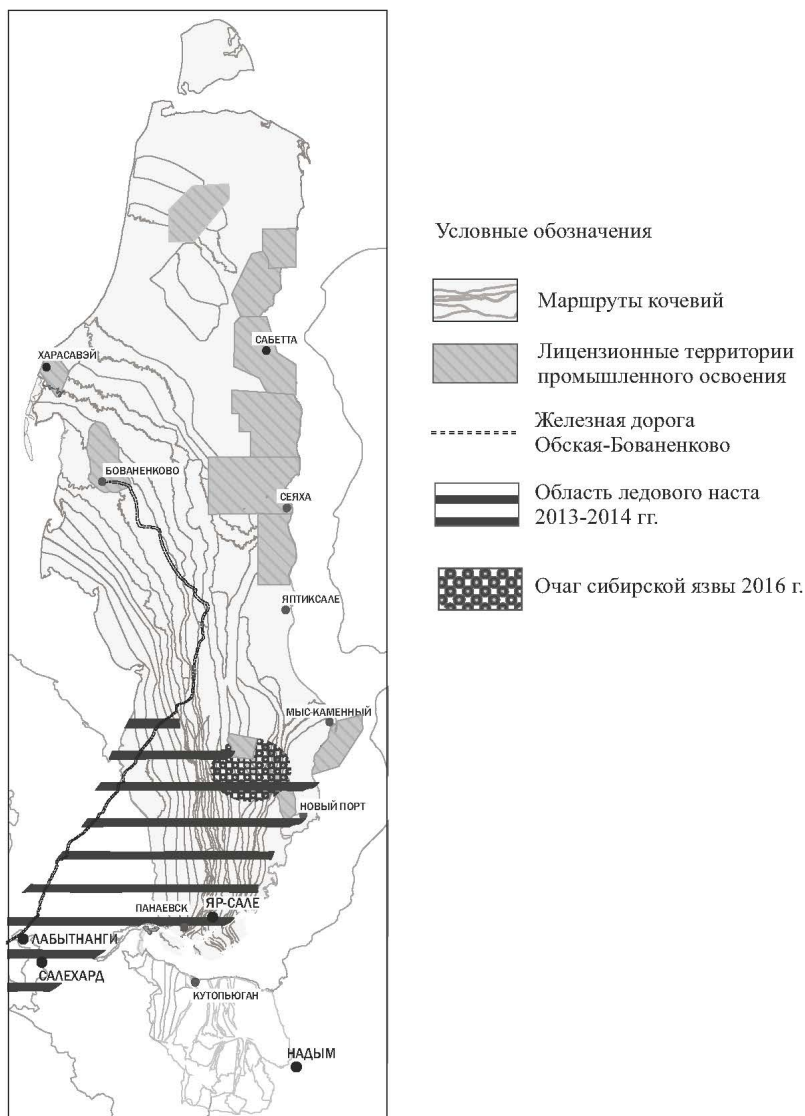 ХАРАСАВЭЙ
САБЕТТА
БОВАНЕНКОВО
СЕЯХА
ЯПТИКСАЛЕ
МЫС-КАМЕННЫЙ
НОВЫЙ ПОРТ
ПАНАЕВСК
ЯР-САЛЕ
ЛАБЫТНАНГИ
САЛЕХАРД
КУТОПЬЮГАН
НАДЫМ
Условные обозначения
Маршруты кочевий
Лицензионные территории
промышленного освоения
Железная дорога
Обская-Бованенково
Область ледового наста
2013-2014 гг.
Очаг сибирской язвы 2016 г.